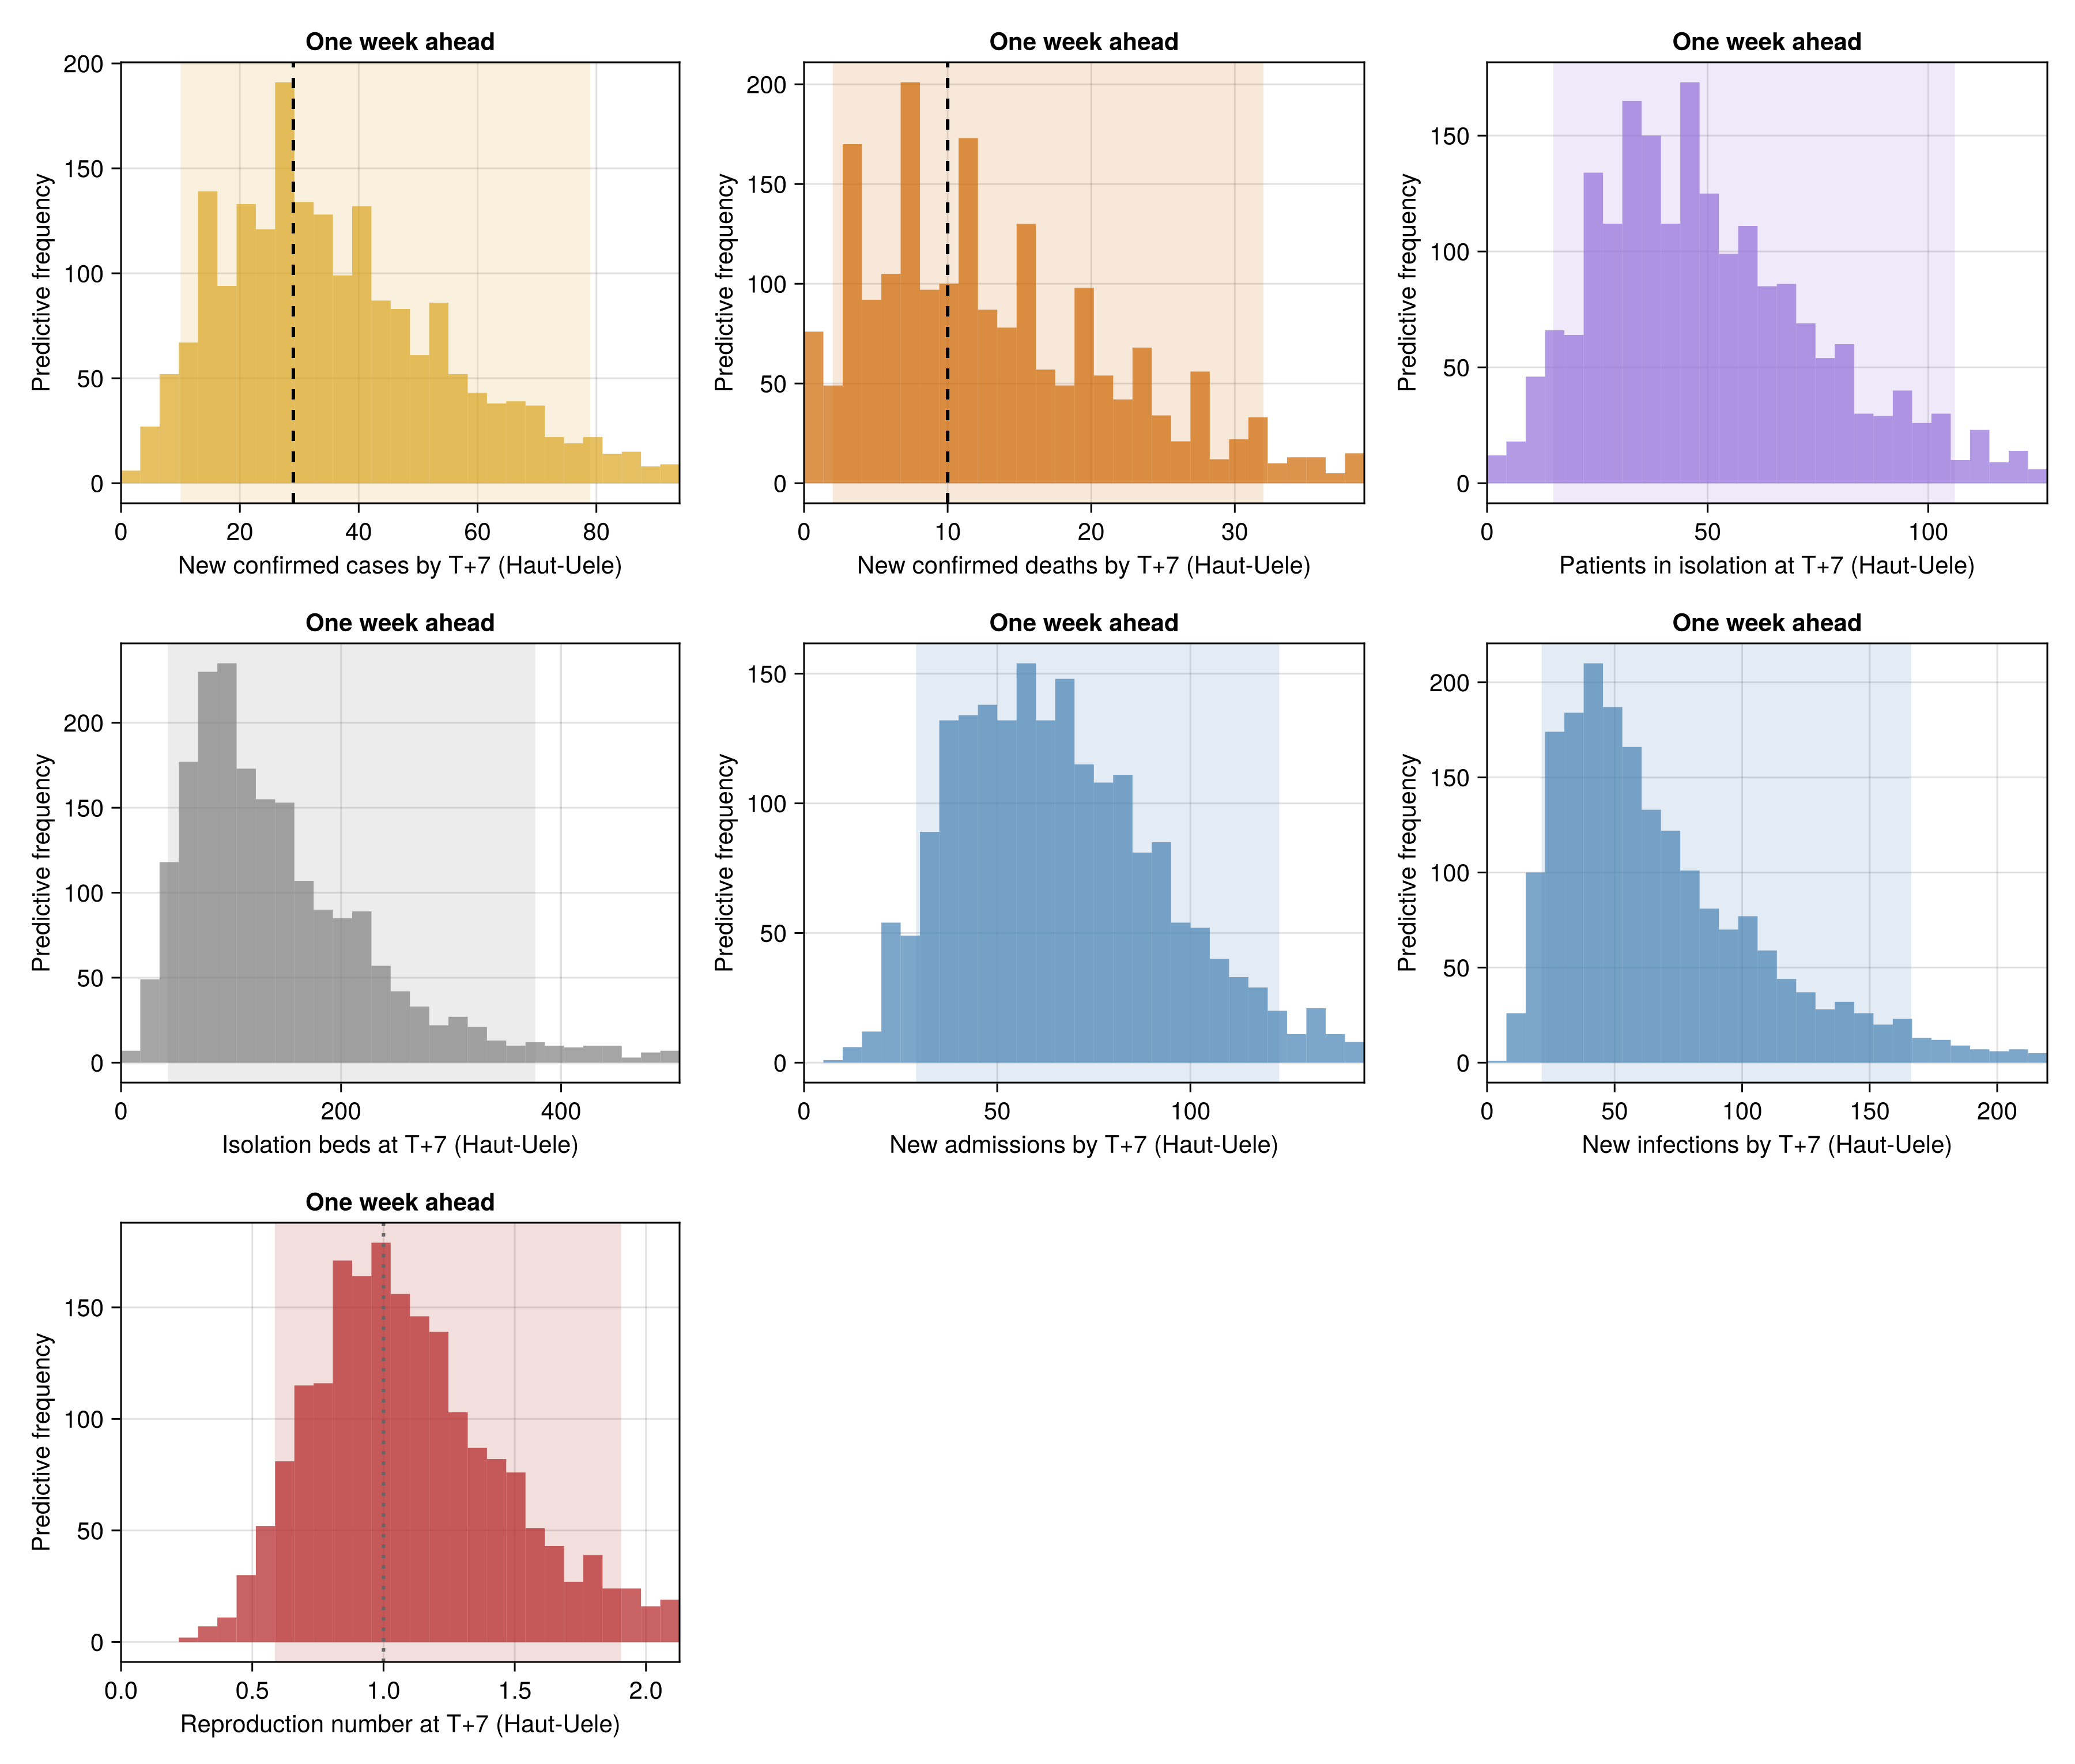 One week ahead
One week ahead
One week ahead
Predictive frequency
200
150
100
50
0
0 20 40 60 80
New confirmed cases by T+7 (Haut-Uele)
Predictive frequency
200
150
100
50
0
0 10 20 30
New confirmed deaths by T+7 (Haut-Uele)
Predictive frequency
150
100
50
0
0 50 100
Patients in isolation at T+7 (Haut-Uele)
One week ahead
One week ahead
One week ahead
Predictive frequency
200
150
100
50
0
0 200 400
Isolation beds at T+7 (Haut-Uele)
Predictive frequency
150
100
50
0
0 50 100
New admissions by T+7 (Haut-Uele)
Predictive frequency
200
150
100
50
0
0 50 100 150 200
New infections by T+7 (Haut-Uele)
One week ahead
Predictive frequency
150
100
50
0
0.0 0.5 1.0 1.5 2.0
Reproduction number at T+7 (Haut-Uele)